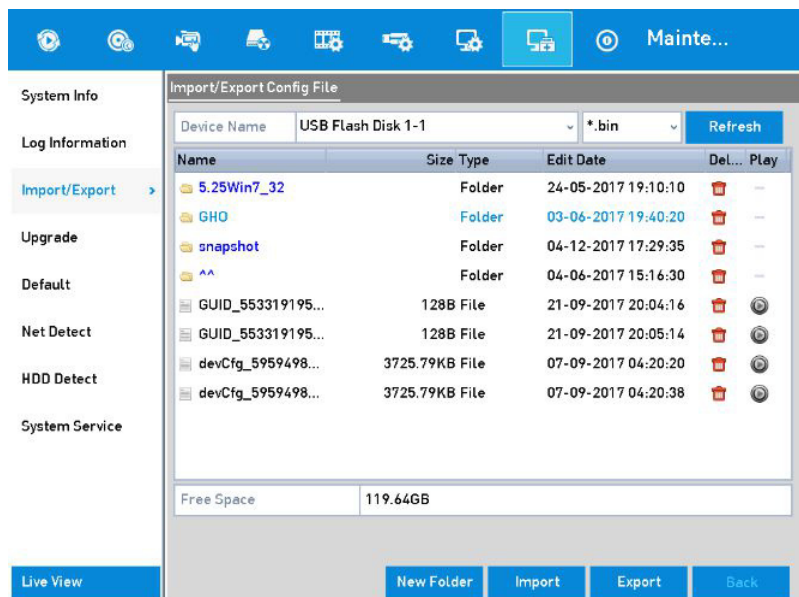 Mainte...
System Info
Log Information
Import/Export >
Upgrade
Default
Net Detect
HDD Detect
System Service
Live View
Import/Export Config File
Device Name USB Flash Disk 1-1 *.bin Refresh
Name Size Type Edit Date Del... Play
5.25Win7_32 Folder 24-05-2017 19:10:10 —
GHO Folder 03-06-2017 19:40:20 —
snapshot Folder 04-12-2017 17:29:35 —
^^ Folder 04-06-2017 15:16:30 —
GUID_553319195... 128B File 21-09-2017 20:04:16
GUID_553319195... 128B File 21-09-2017 20:05:14
devCfg_5959498... 3725.79KB File 07-09-2017 04:20:20
devCfg_5959498... 3725.79KB File 07-09-2017 04:20:38
Free Space 119.64GB
New Folder Import Export Back